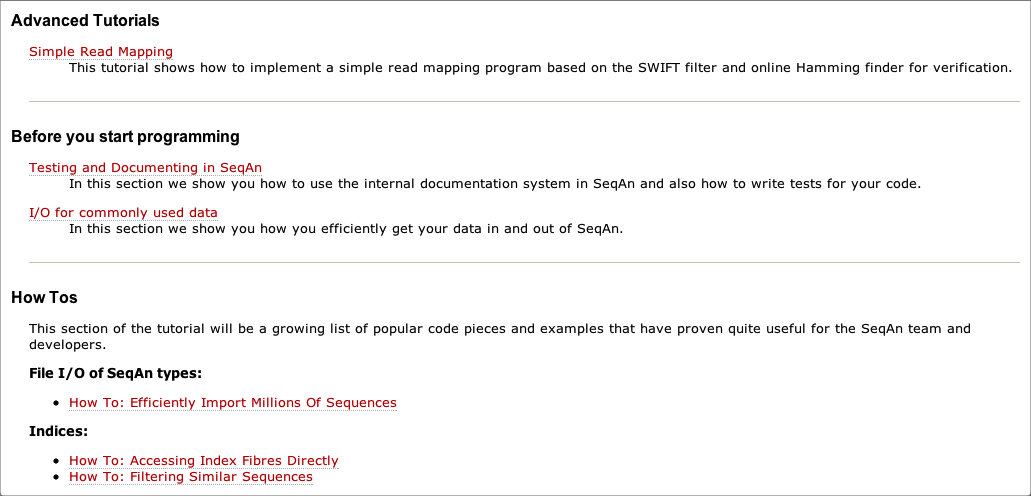 Advanced Tutorials
Simple Read Mapping
This tutorial shows how to implement a simple read mapping program based on the SWIFT filter and online Hamming finder for verification.
Before you start programming
Testing and Documenting in SeqAn
In this section we show you how to use the internal documentation system in SeqAn and also how to write tests for your code.
I/O for commonly used data
In this section we show you how you efficiently get your data in and out of SeqAn.
How Tos
This section of the tutorial will be a growing list of popular code pieces and examples that have proven quite useful for the SeqAn team and
developers.
File I/O of SeqAn types:
• How To: Efficiently Import Millions Of Sequences
Indices:
• How To: Accessing Index Fibres Directly
• How To: Filtering Similar Sequences